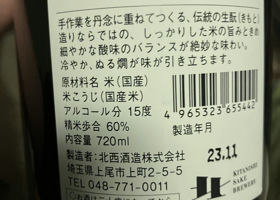 手作業を丹念に重ねてつくる、伝統の生酛(きもと)
造りならではの、しっかりした米の旨みと
細やかな酸味のバランスが絶妙な味わい。
冷やか、ぬる燗が味が引き立ちます。
原材料名 米(国産)
米こうじ(国産米)
アルコール分 15度
精米歩合 60%
内容量 720ml
4 965323 655442
製造年月
23.11
製造者:北西酒造株式会社
埼玉県上尾市上町2-5-5
TEL 048-771-0011
KITANISHI
SAKE
BREWERY